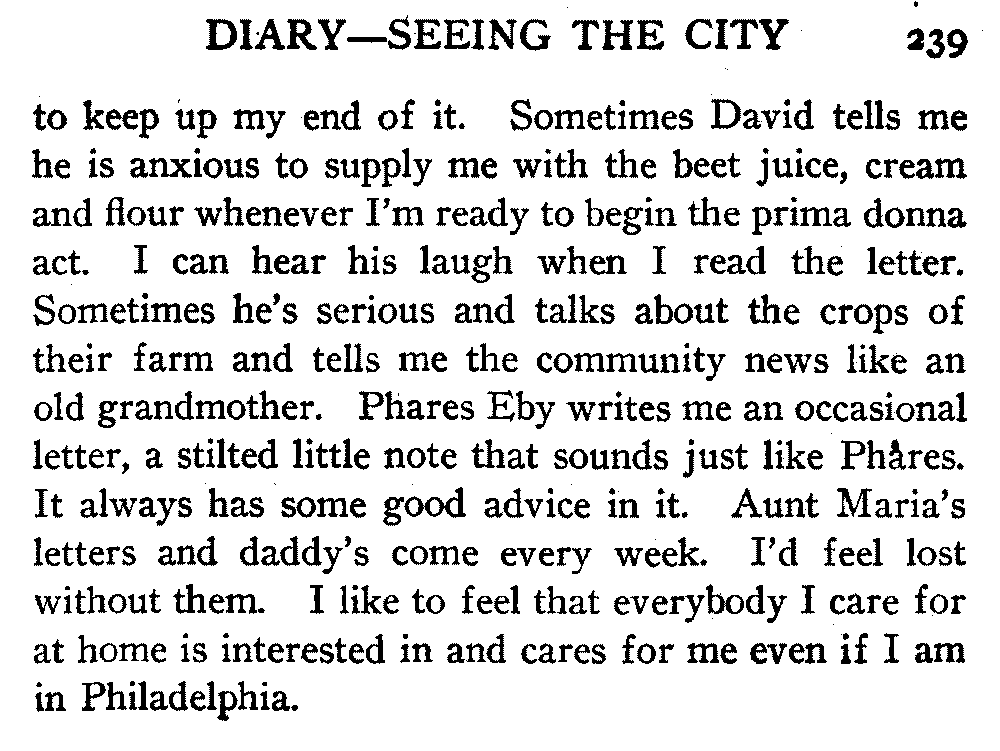 DIARY—SEEING THE CITY 239
to keep up my end of it. Sometimes David tells me
he is anxious to supply me with the beet juice, cream
and flour whenever I'm ready to begin the prima donna
act. I can hear his laugh when I read the letter.
Sometimes he's serious and talks about the crops of
their farm and tells me the community news like an
old grandmother. Phares Eby writes me an occasional
letter, a stilted little note that sounds just like Phares.
It always has some good advice in it. Aunt Maria's
letters and daddy's come every week. I'd feel lost
without them. I like to feel that everybody I care for
at home is interested in and cares for me even if I am
in Philadelphia.